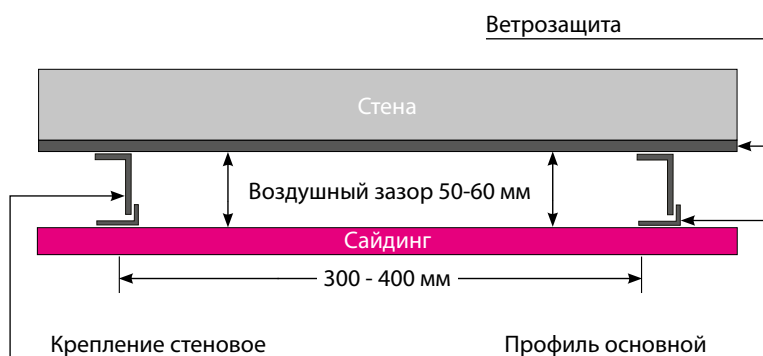 Ветрозащита
Стена
Воздушный зазор 50-60 мм
Сайдинг
300 - 400 мм
Крепление стеновое
Профиль основной